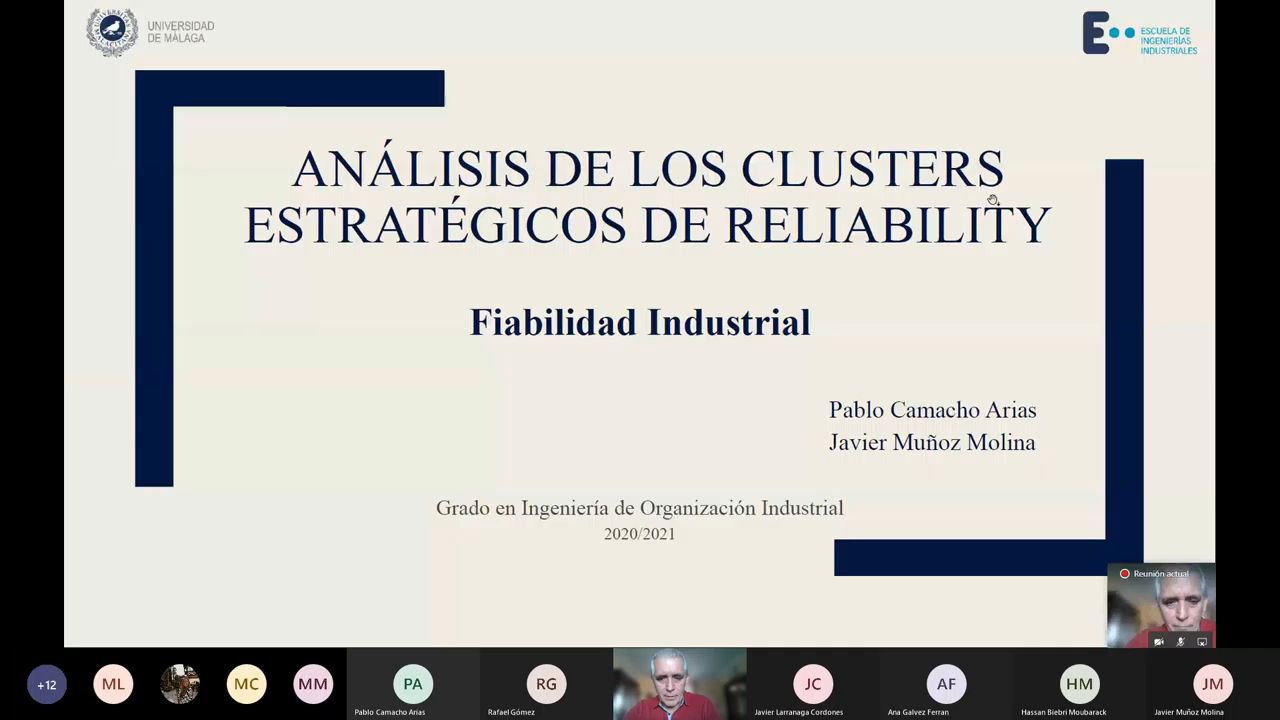 UNIVERSIDAD
DE MÁLAGA
E
ESCUELA DE
INGENIERÍAS
INDUSTRIALES
ANÁLISIS DE LOS CLUSTERS
ESTRATÉGICOS DE RELIABILITY
Fiabilidad Industrial
Pablo Camacho Arias
Javier Muñoz Molina
Grado en Ingeniería de Organización Industrial
2020/2021
Reunión actual
+12
ML
MC
MM
PA
Pablo Camacho Arias
RG
Rafael Gómez
JC
Javier Larranaga Cordones
AF
Ana Galvez Ferran
HM
Hassan Biebri Moubarack
JM
Javier Muñoz Molina